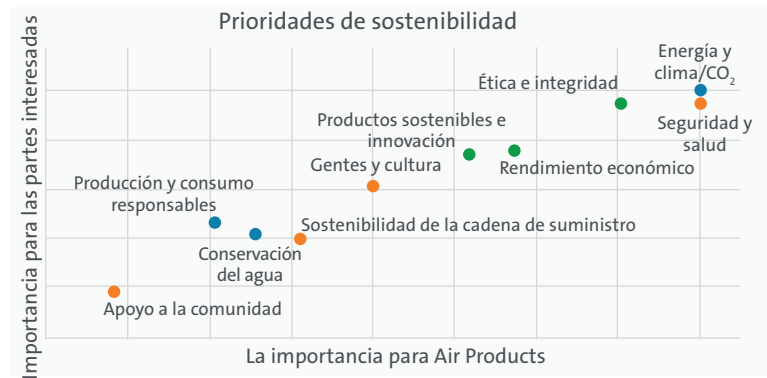 Prioridades de sostenibilidad
Importancia para las partes interesadas
Energía y
clima/CO₂
Ética e integridad
Seguridad y
salud
Productos sostenibles e
innovación
Rendimiento económico
Gentes y cultura
Producción y consumo
responsables
Sostenibilidad de la cadena de suministro
Conservación
del agua
Apoyo a la comunidad
La importancia para Air Products